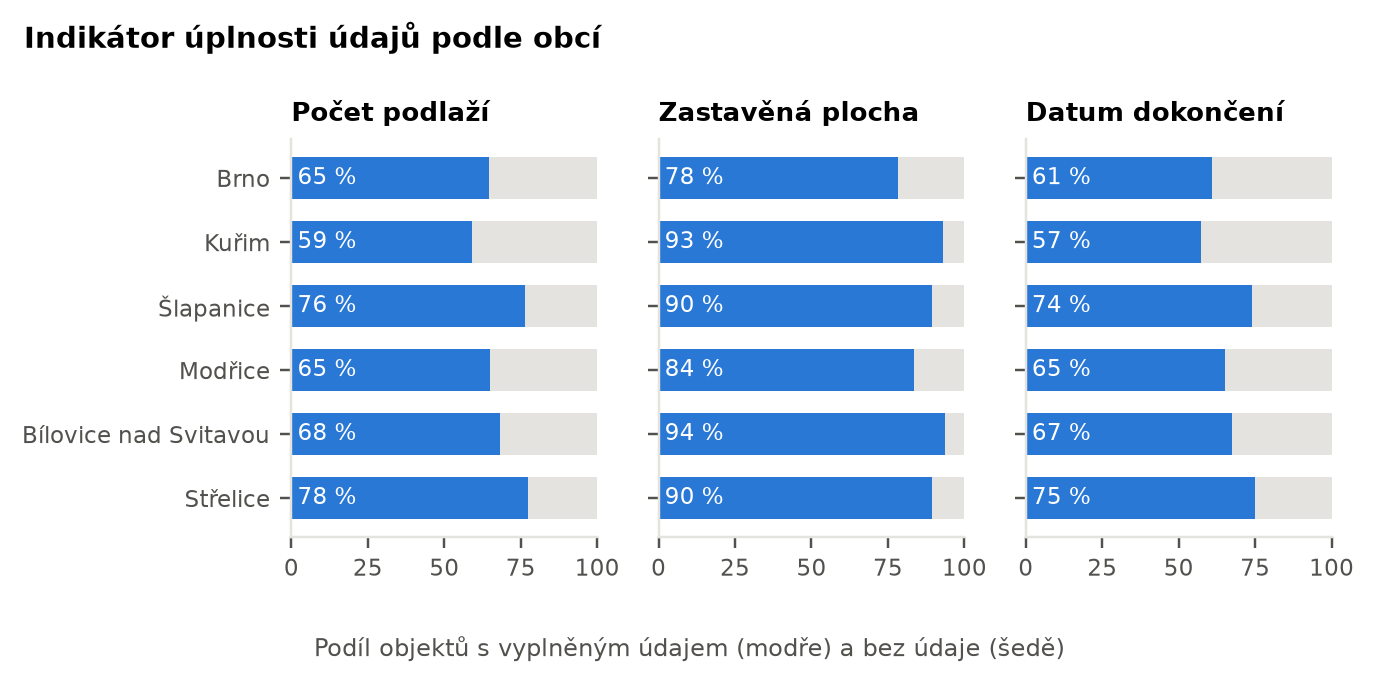 Indikátor úplnosti údajů podle obcí
Počet podlaží
Zastavěná plocha
Datum dokončení
Brno 65 % 78 % 61 %
Kuřim 59 % 93 % 57 %
Šlapanice 76 % 90 % 74 %
Modřice 65 % 84 % 65 %
Bílovice nad Svitavou 68 % 94 % 67 %
Střelice 78 % 90 % 75 %
0 25 50 75 100 0 25 50 75 100 0 25 50 75 100
Podíl objektů s vyplněným údajem (modře) a bez údaje (šedě)